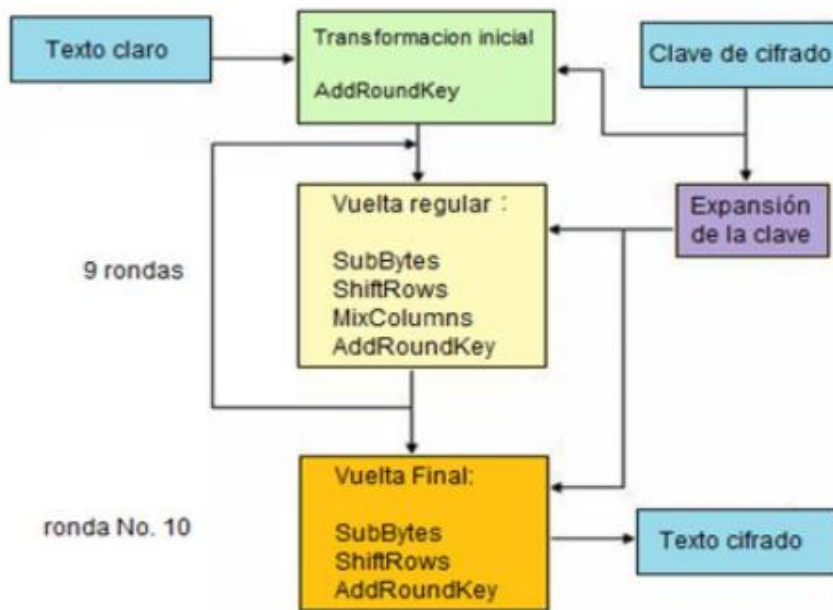 Texto claro
Transformacion inicial
AddRoundKey
Clave de cifrado
Vuelta regular :
SubBytes
ShiftRows
MixColumns
AddRoundKey
Expansión
de la clave
9 rondas
Vuelta Final:
SubBytes
ShiftRows
AddRoundKey
ronda No. 10
Texto cifrado